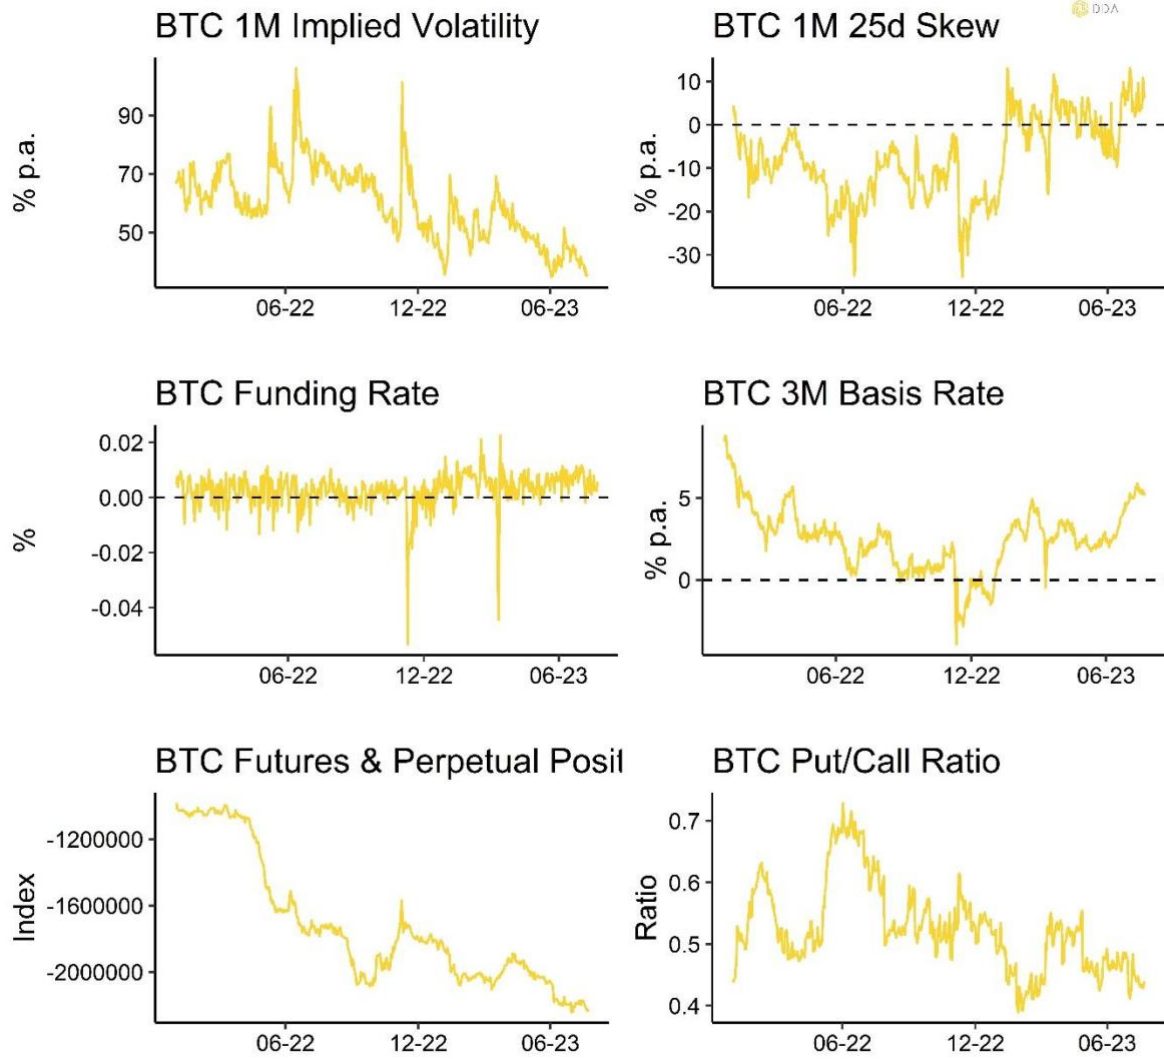 DDA
BTC 1M Implied Volatility
% p.a.
90
70
50
06-22 12-22 06-23
BTC 1M 25d Skew
% p.a.
10
0
-10
-20
-30
06-22 12-22 06-23
BTC Funding Rate
%
0.02
0.00
-0.02
-0.04
06-22 12-22 06-23
BTC 3M Basis Rate
% p.a.
5
0
06-22 12-22 06-23
BTC Futures & Perpetual Posit
Index
-1200000
-1600000
-2000000
06-22 12-22 06-23
BTC Put/Call Ratio
Ratio
0.7
0.6
0.5
0.4
06-22 12-22 06-23